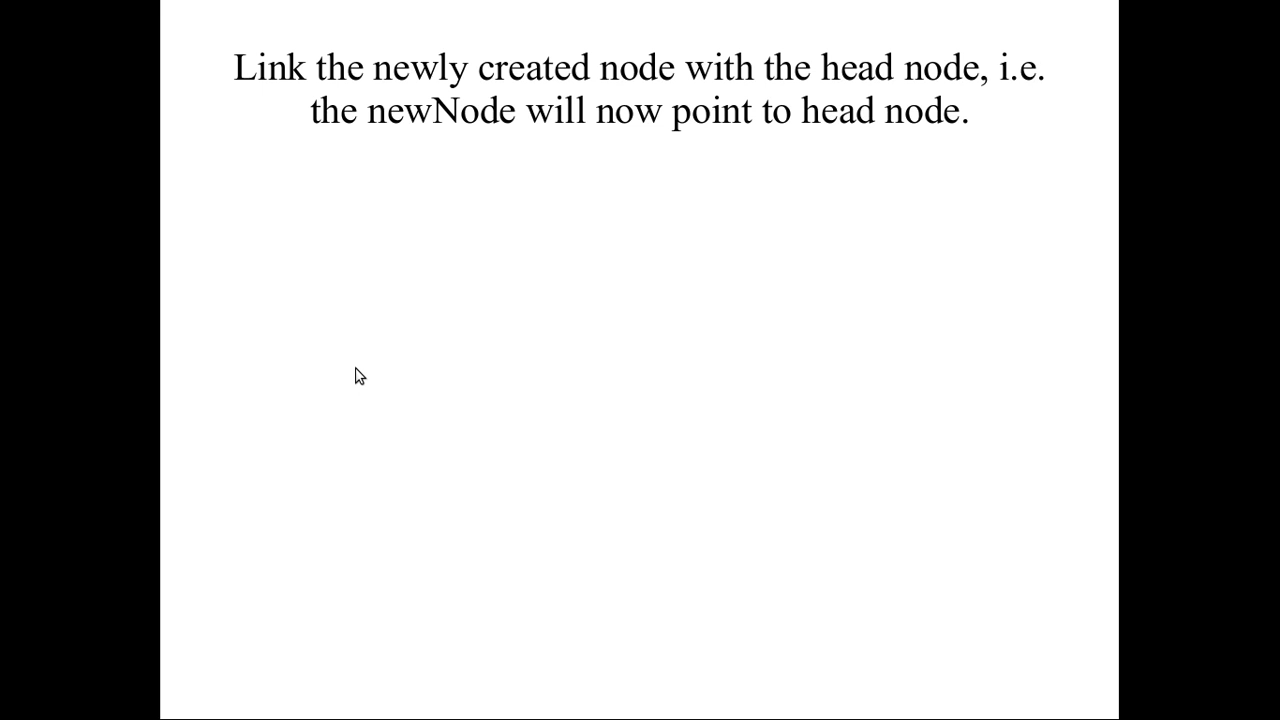 Link the newly created node with the head node, i.e.
the newNode will now point to head node.